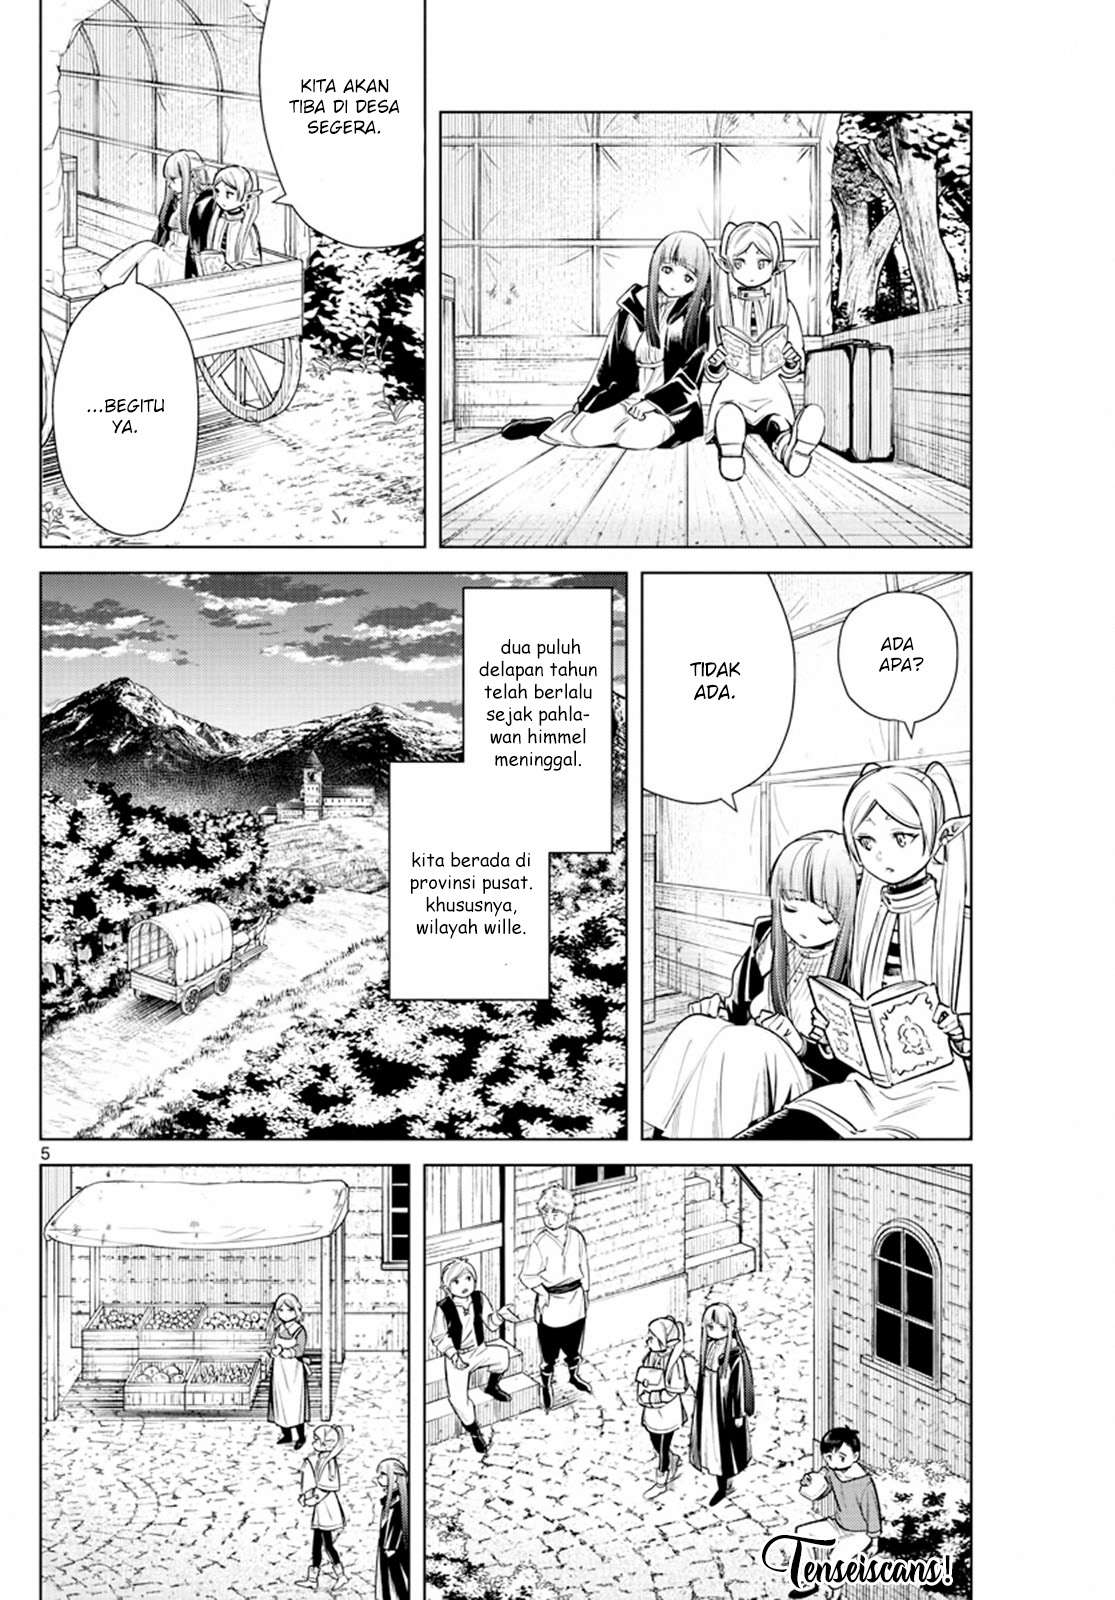 KITA AKAN
TIBA DI DESA
SEGERA.
...BEGITU
YA.
ADA
APA?
TIDAK
ADA.
dua puluh
delapan tahun
telah berlalu
sejak pahla-
wan himmel
meninggal.
kita berada di
provinsi pusat.
khususnya,
wilayah wille.
5
Tenseiscans!